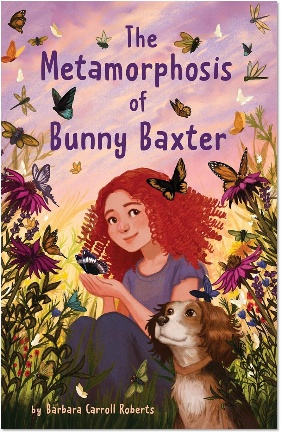 The
Metamorphosis
of
Bunny Baxter
by Barbara Carroll Roberts